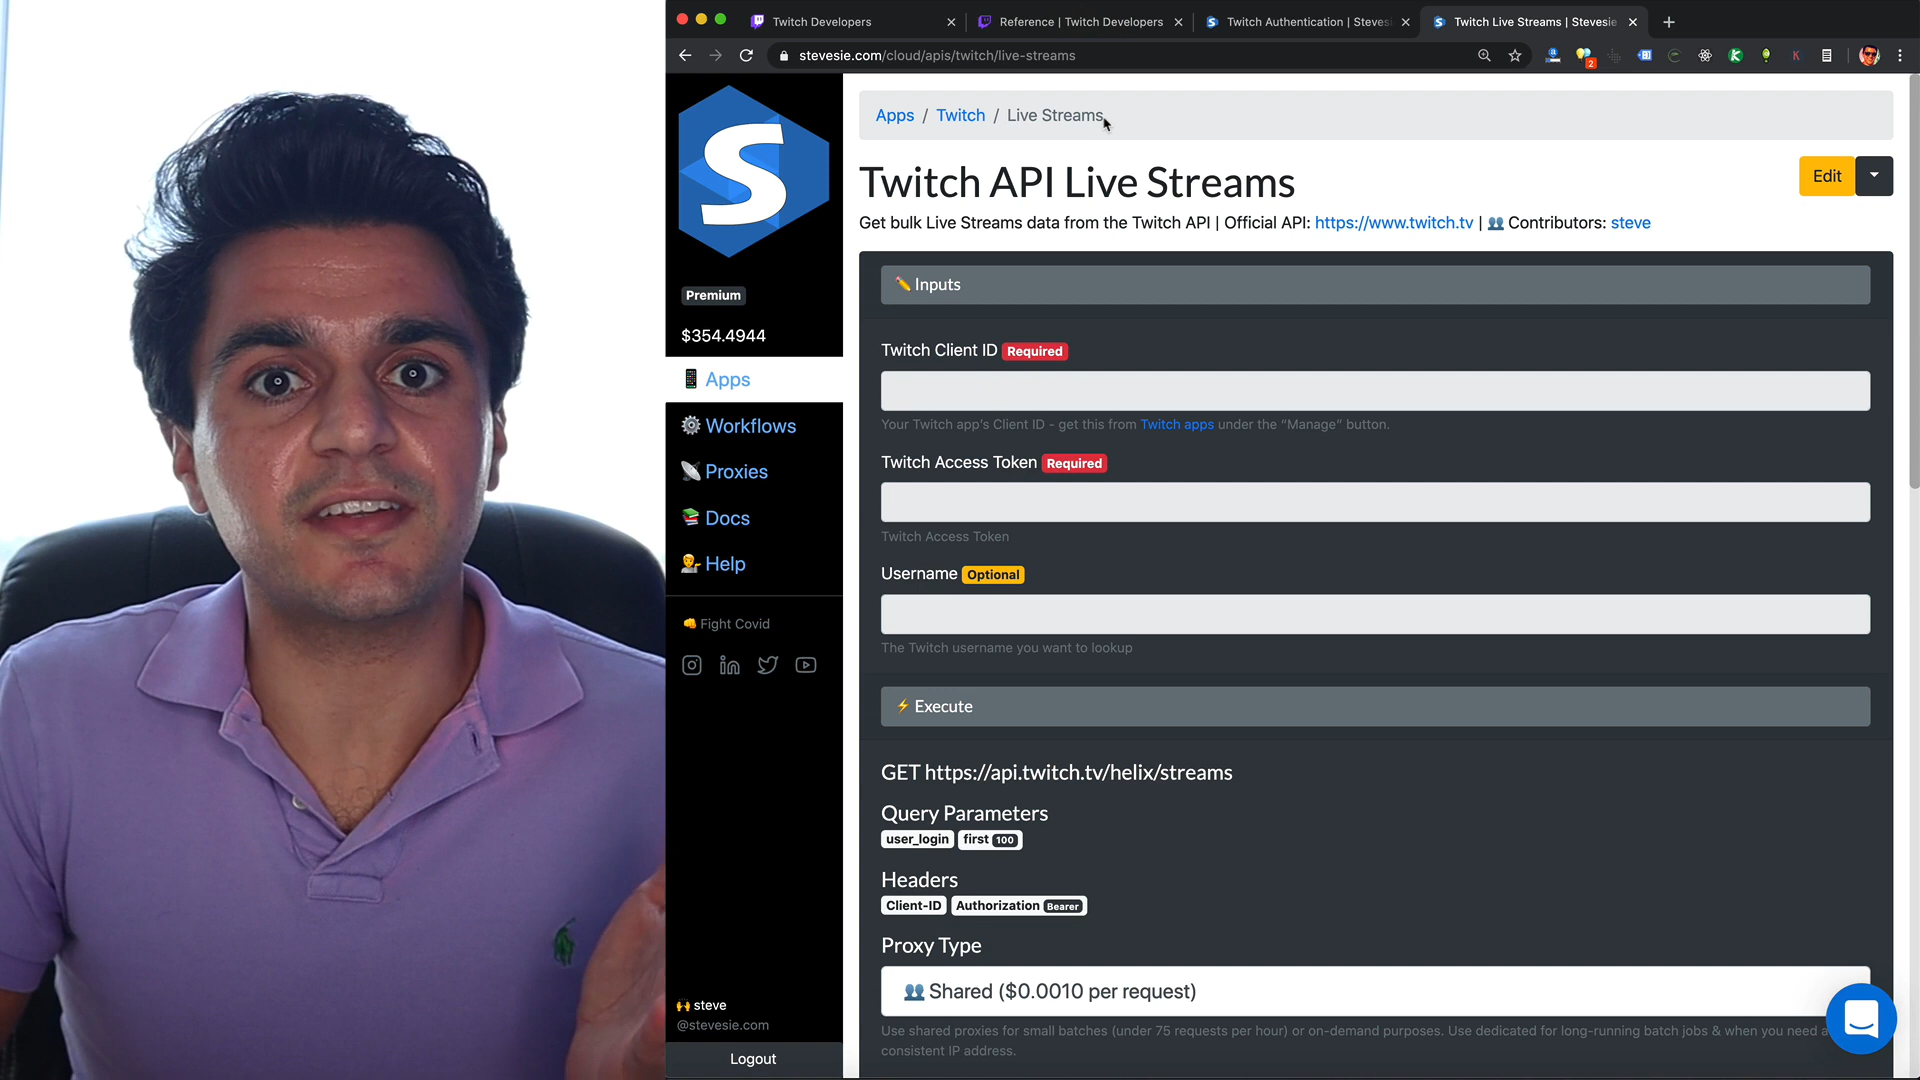 Twitch Developers
Reference | Twitch Developers
Twitch Authentication | Stevesi
Twitch Live Streams | Stevesie
stevesie.com/cloud/apis/twitch/live-streams
2
K
S
Premium
$354.4944
Apps
Workflows
Proxies
Docs
Help
Fight Covid
steve
@stevesie.com
Logout
Apps / Twitch / Live Streams
Twitch API Live Streams
Edit
Get bulk Live Streams data from the Twitch API | Official API: https://www.twitch.tv | Contributors: steve
Inputs
Twitch Client ID Required
Your Twitch app's Client ID - get this from Twitch apps under the “Manage” button.
Twitch Access Token Required
Twitch Access Token
Username Optional
The Twitch username you want to lookup
Execute
GET https://api.twitch.tv/helix/streams
Query Parameters
user_login first 100
Headers
Client-ID Authorization Bearer
Proxy Type
Shared ($0.0010 per request)
Use shared proxies for small batches (under 75 requests per hour) or on-demand purposes. Use dedicated for long-running batch jobs & when you need a
consistent IP address.